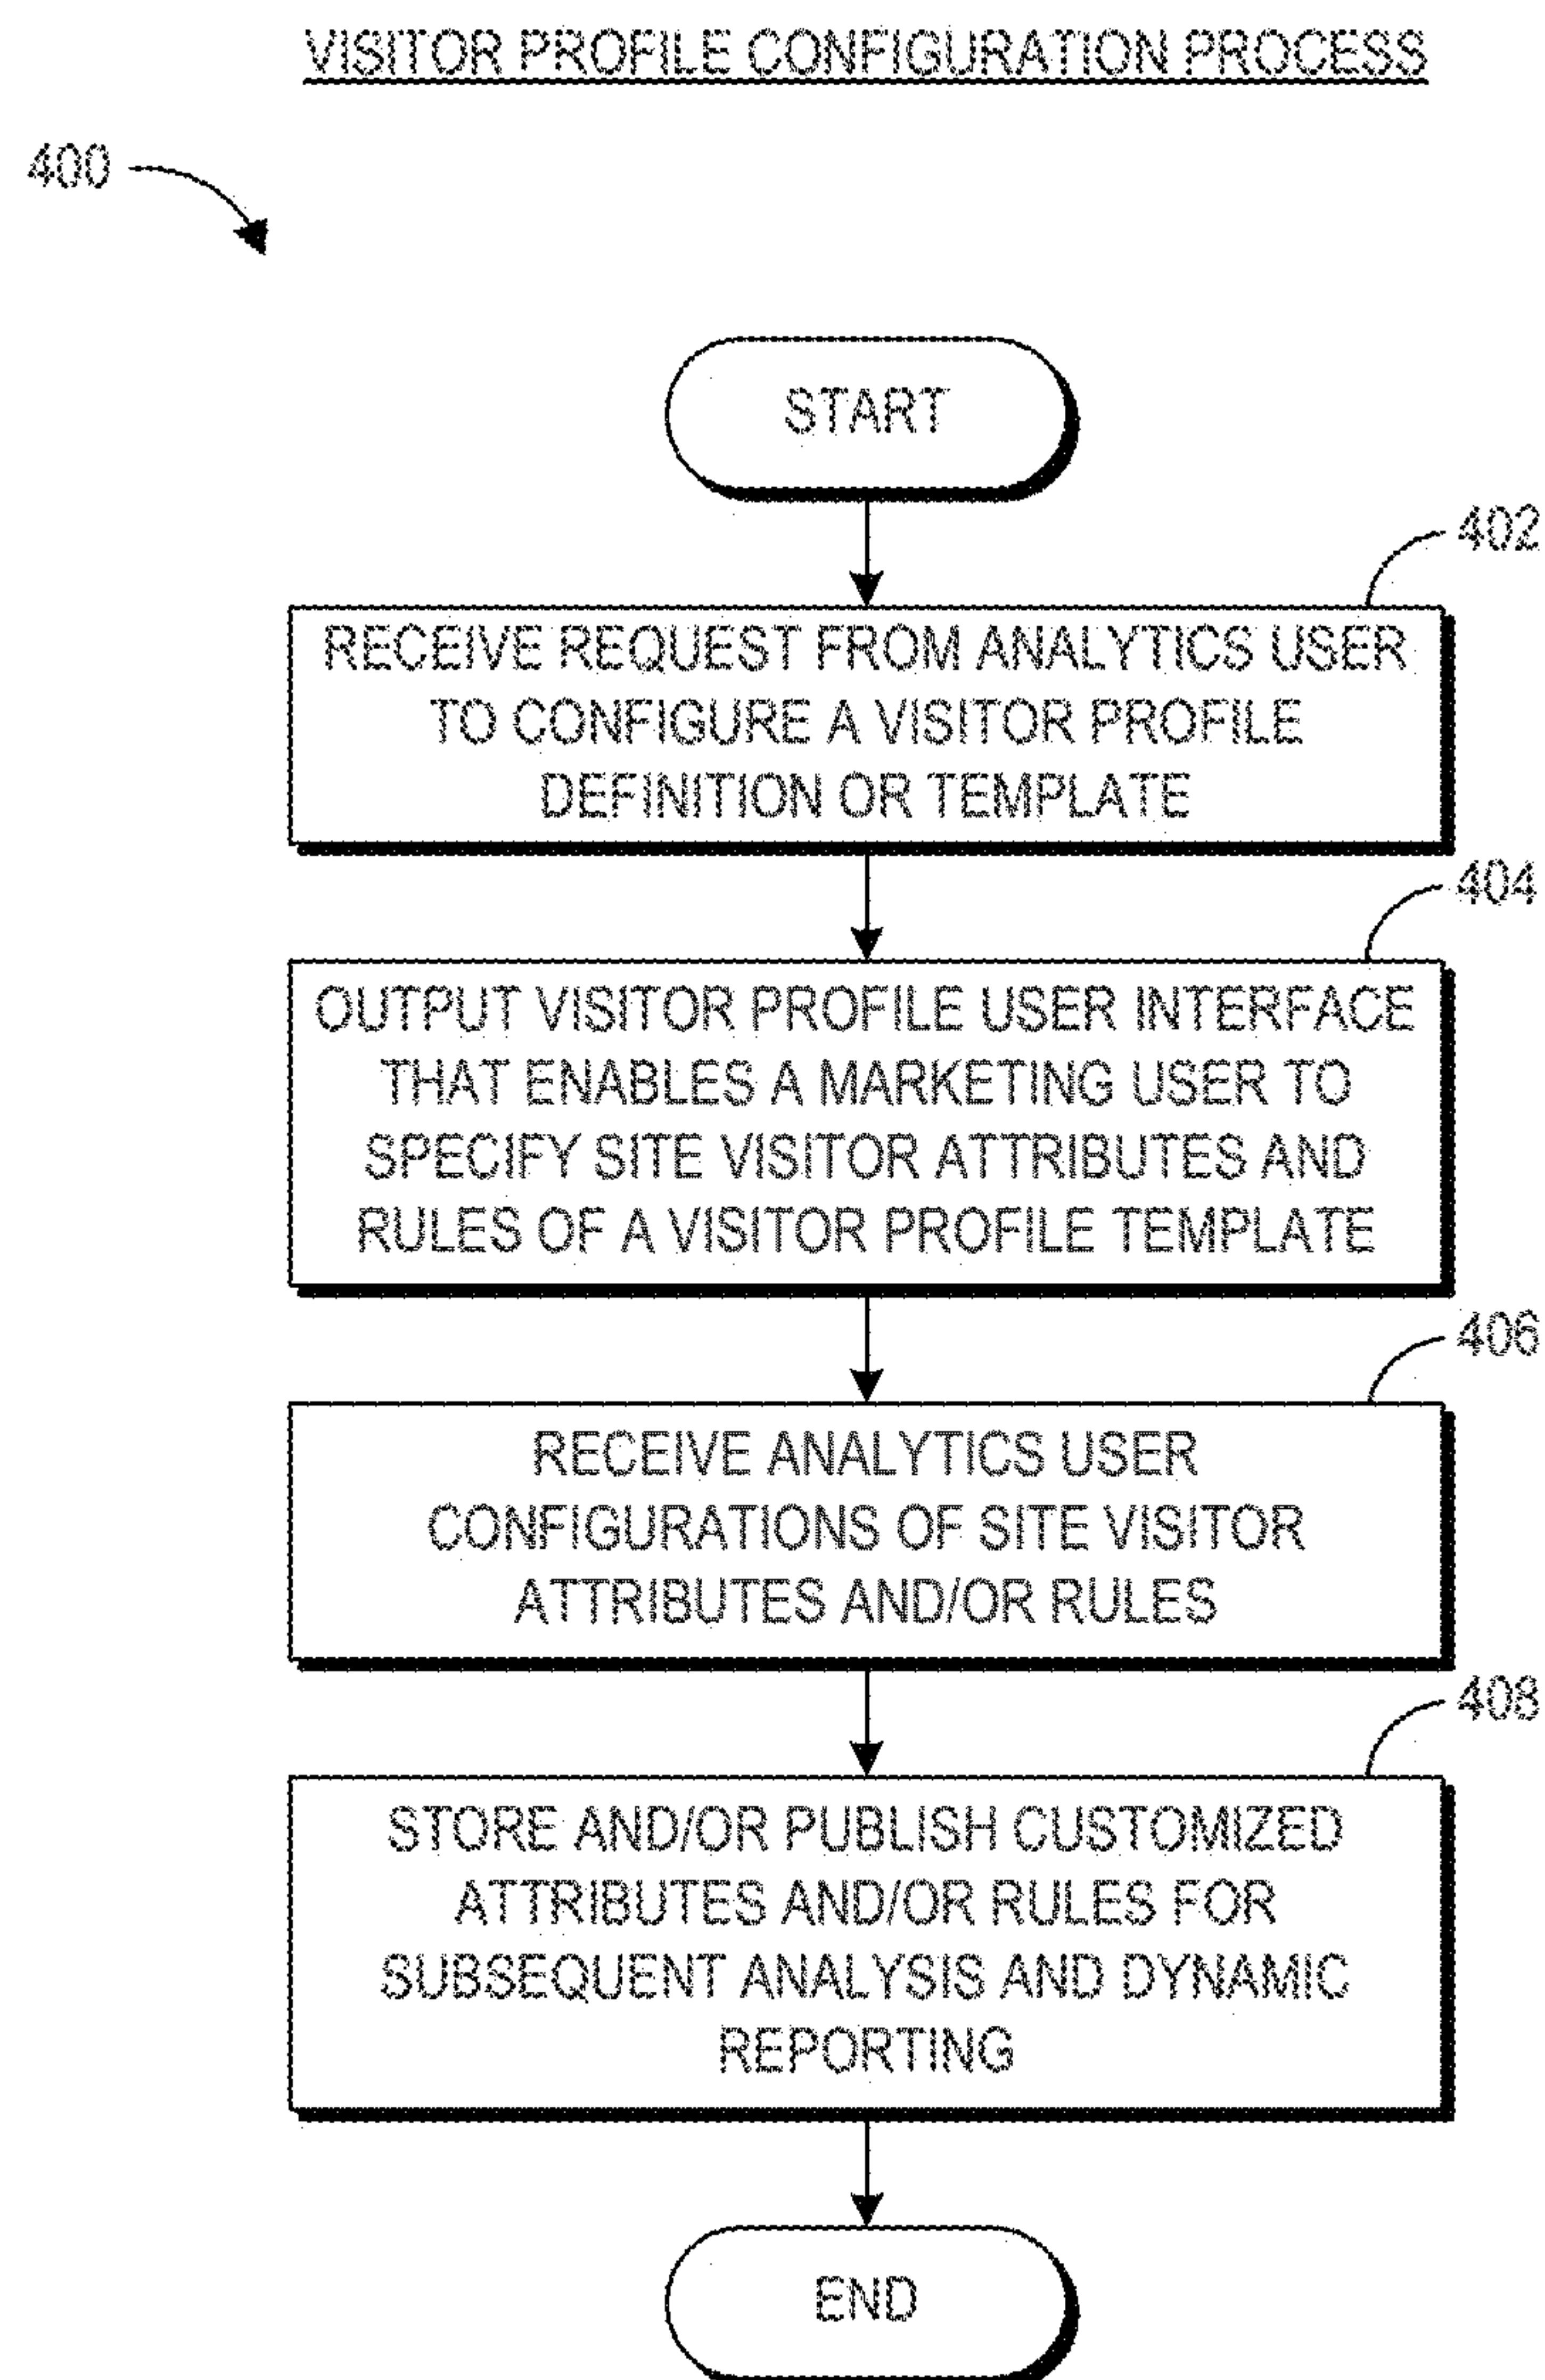 VISITOR PROFILE CONFIGURATION PROCESS
400
START
402
RECEIVE REQUEST FROM ANALYTICS USER
TO CONFIGURE A VISITOR PROFILE
DEFINITION OR TEMPLATE
404
OUTPUT VISITOR PROFILE USER INTERFACE
THAT ENABLES A MARKETING USER TO
SPECIFY SITE VISITOR ATTRIBUTES AND
RULES OF A VISITOR PROFILE TEMPLATE
406
RECEIVE ANALYTICS USER
CONFIGURATIONS OF SITE VISITOR
ATTRIBUTES AND/OR RULES
408
STORE AND/OR PUBLISH CUSTOMIZED
ATTRIBUTES AND/OR RULES FOR
SUBSEQUENT ANALYSIS AND DYNAMIC
REPORTING
END